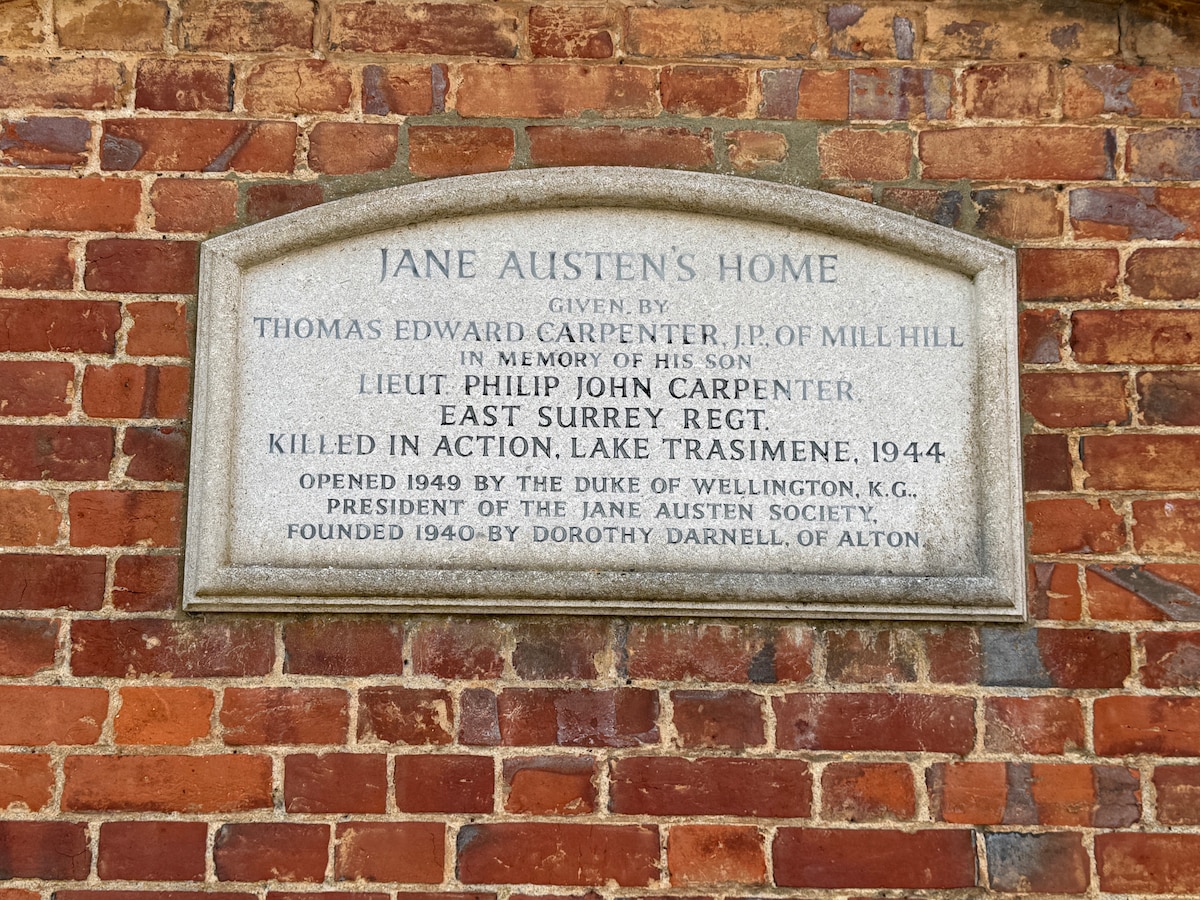 JANE AUSTEN'S HOME
GIVEN BY
THOMAS EDWARD CARPENTER, J.P., OF MILL HILL
IN MEMORY OF HIS SON
LIEUT PHILIP JOHN CARPENTER.
EAST SURREY REGT.
KILLED IN ACTION, LAKE TRASIMENE, 1944
OPENED 1949 BY THE DUKE OF WELLINGTON, K.G.,
PRESIDENT OF THE JANE AUSTEN SOCIETY,
FOUNDED 1940 BY DOROTHY DARNELL, OF ALTON.